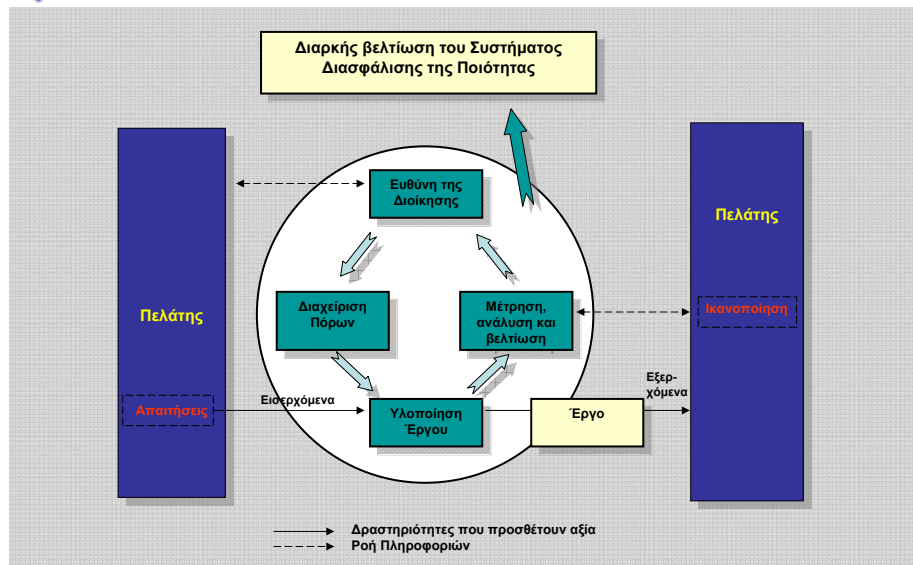 Διαρκής βελτίωση του Συστήματος
Διασφάλισης της Ποιότητας
Πελάτης
Απαιτήσεις
Ευθύνη της
Διοίκησης
Διαχείριση
Πόρων
Μέτρηση,
ανάλυση και
βελτίωση
Εισερχόμενα
Υλοποίηση
Έργου
Έργο
Εξερ-
χόμενα
Πελάτης
Ικανοποίηση
Δραστηριότητες που προσθέτουν αξία
Ροή Πληροφοριών